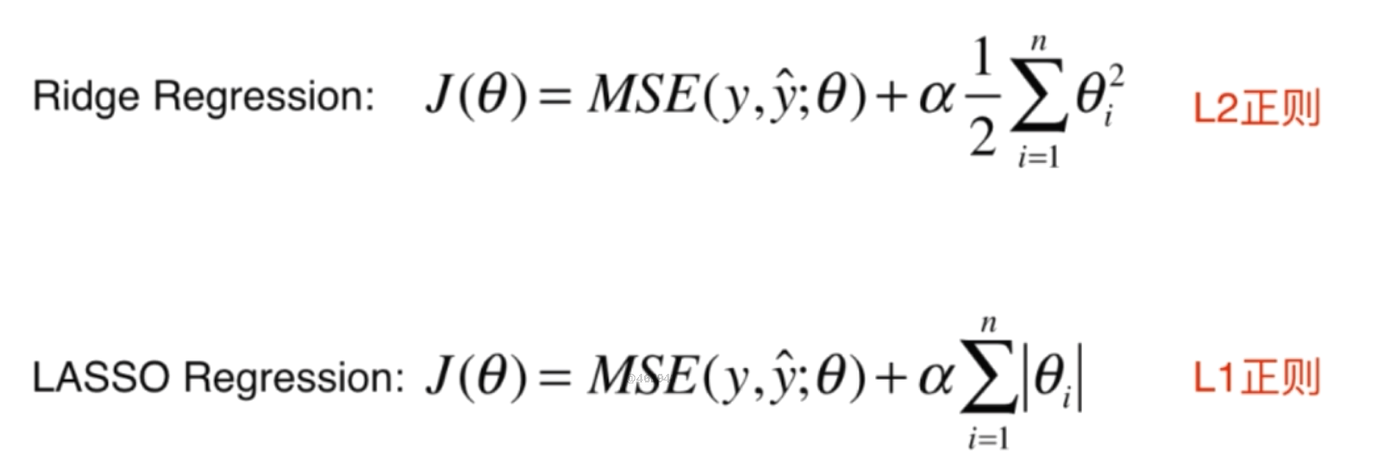 Ridge Regression: J(θ) = MSE(y, ŷ; θ) + α 1/2 ∑_{i=1}^{n} θ_i^2 L2正则
LASSO Regression: J(θ) = MSE(y, ŷ; θ) + α ∑_{i=1}^{n} |θ_i| L1正则